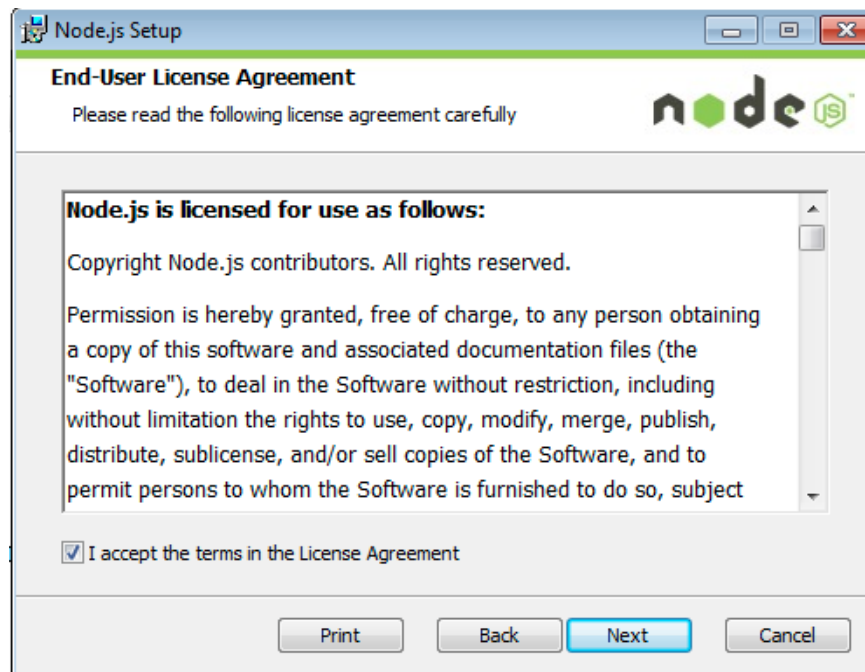 Node.js Setup
End-User License Agreement
Please read the following license agreement carefully
node JS™
Node.js is licensed for use as follows:
Copyright Node.js contributors. All rights reserved.
Permission is hereby granted, free of charge, to any person obtaining
a copy of this software and associated documentation files (the
"Software"), to deal in the Software without restriction, including
without limitation the rights to use, copy, modify, merge, publish,
distribute, sublicense, and/or sell copies of the Software, and to
permit persons to whom the Software is furnished to do so, subject
I accept the terms in the License Agreement
Print Back Next Cancel